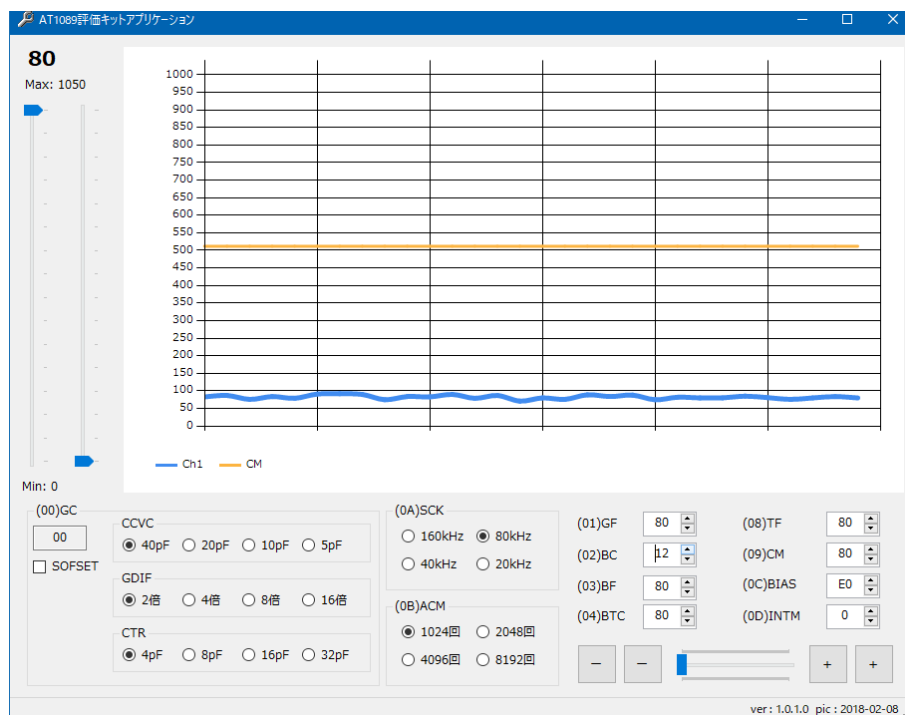 AT1089評価キットアプリケーション
80
Max: 1050
1000
950
900
850
800
750
700
650
600
550
500
450
400
350
300
250
200
150
100
50
0
Ch1 CM
Min: 0
(00)GC
00
SOFSET
CCVC
40pF 20pF 10pF 5pF
GDIF
2倍 4倍 8倍 16倍
CTR
4pF 8pF 16pF 32pF
(0A)SCK
160kHz 80kHz
40kHz 20kHz
(0B)ACM
1024回 2048回
4096回 8192回
(01)GF 80
(02)BC 12
(03)BF 80
(04)BTC 80
(08)TF 80
(09)CM 80
(0C)BIAS E0
(0D)INTM 0
− − + +
ver : 1.0.1.0 pic : 2018-02-08